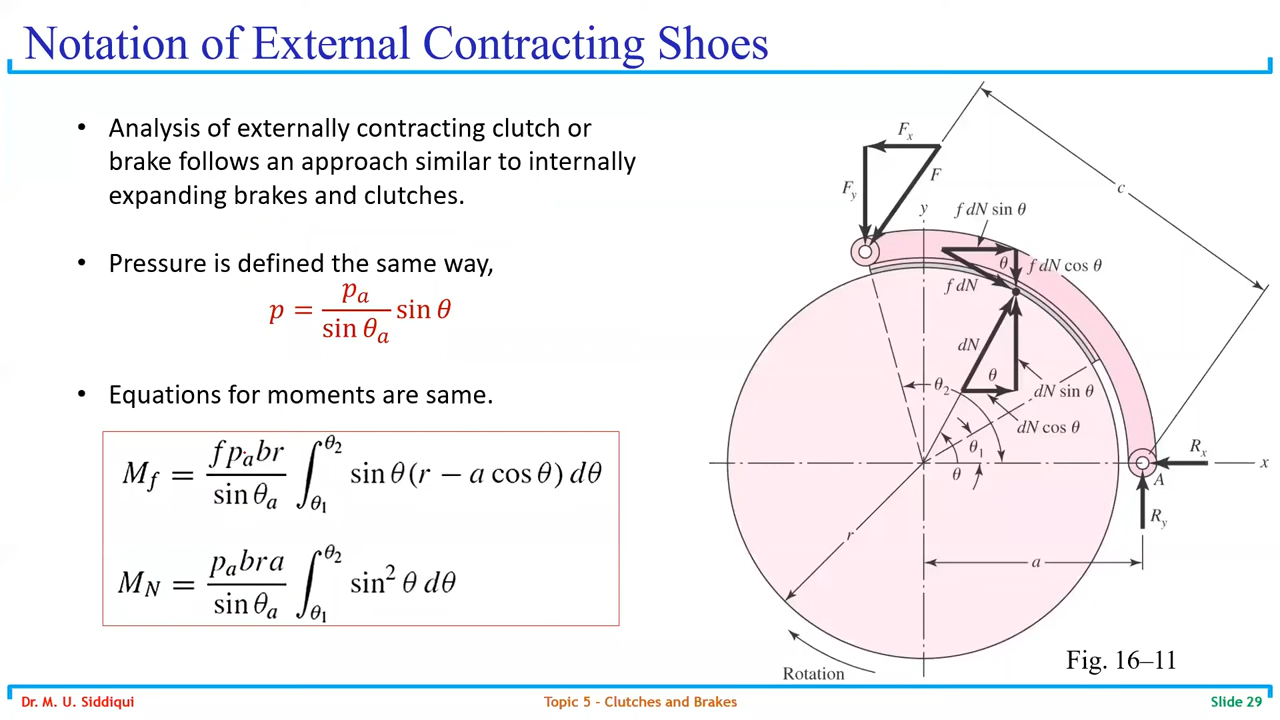 Notation of External Contracting Shoes
• Analysis of externally contracting clutch or
brake follows an approach similar to internally
expanding brakes and clutches.
• Pressure is defined the same way,
p = p_a / sin θ_a sin θ
• Equations for moments are same.
M_f = f p_a b r / sin θ_a ∫_θ1^θ2 sin θ (r − a cos θ) dθ
M_N = p_a b r a / sin θ_a ∫_θ1^θ2 sin² θ dθ
F_x
F
F_y
c
y
f dN sin θ
θ
f dN cos θ
f dN
dN
θ
θ_2
dN sin θ
dN cos θ
θ_1
θ
R_x
x
A
R_y
r
a
Rotation
Fig. 16–11
Dr. M. U. Siddiqui
Topic 5 - Clutches and Brakes
Slide 29